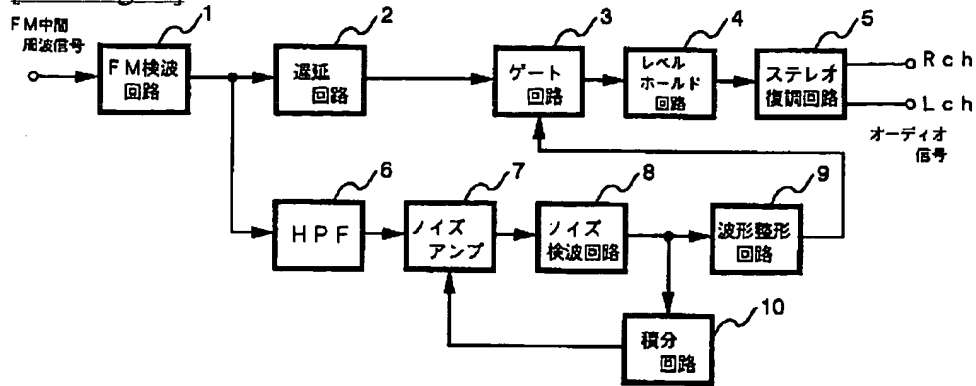 FM中間
周波信号
1
FM検波
回路
2
遅延
回路
3
ゲート
回路
4
レベル
ホールド
回路
5
ステレオ
復調回路
Rch
Lch
オーディオ
信号
6
HPF
7
ノイズ
アンプ
8
ノイズ
検波回路
9
波形整形
回路
10
積分
回路